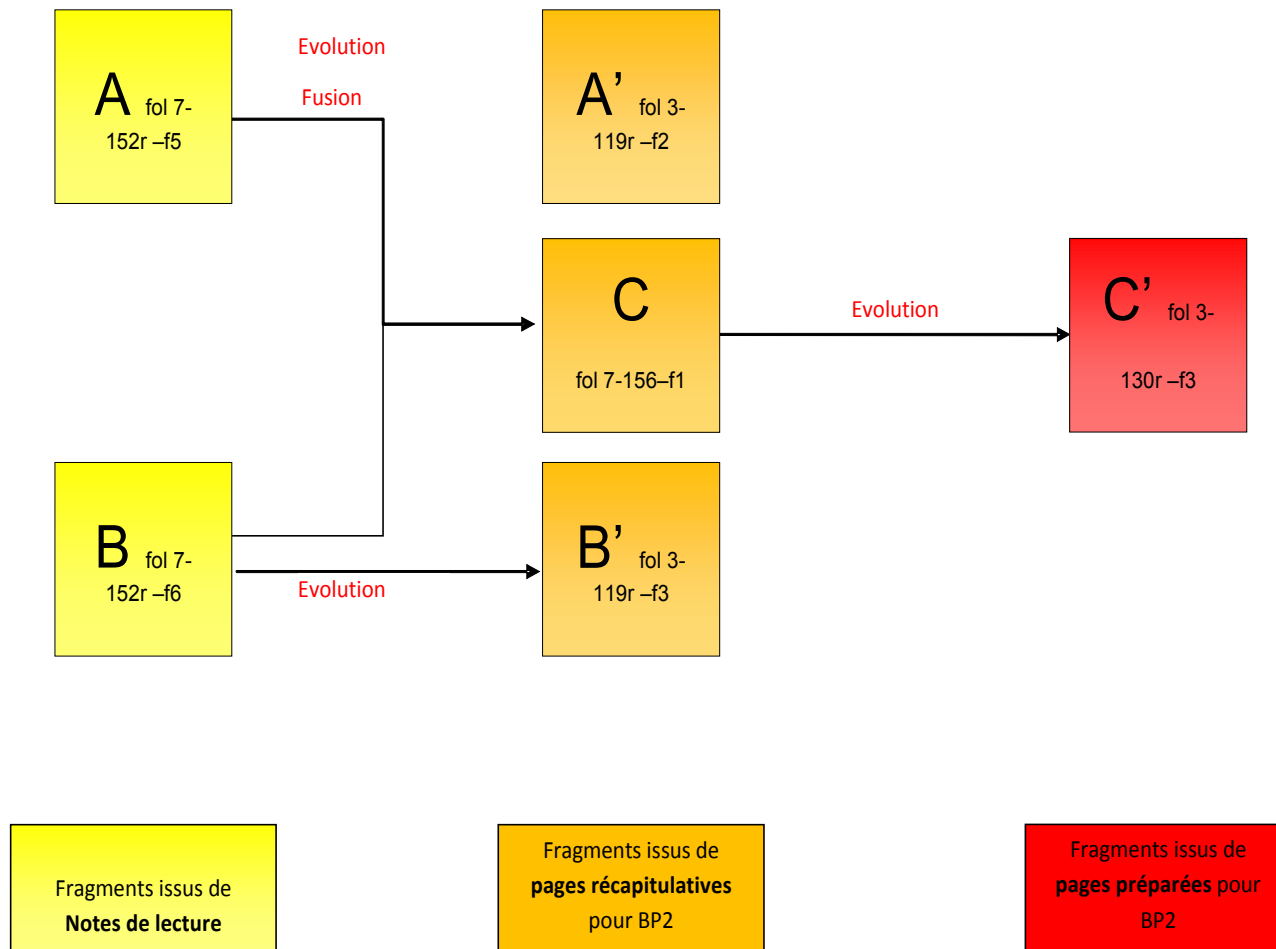 Evolution
Fusion
A fol 7-
152r –f5
A’ fol 3-
119r –f2
C
fol 7-156–f1
Evolution
C’ fol 3-
130r –f3
B fol 7-
152r –f6
Evolution
B’ fol 3-
119r –f3
Fragments issus de
Notes de lecture
Fragments issus de
pages récapitulatives
pour BP2
Fragments issus de
pages préparées pour
BP2